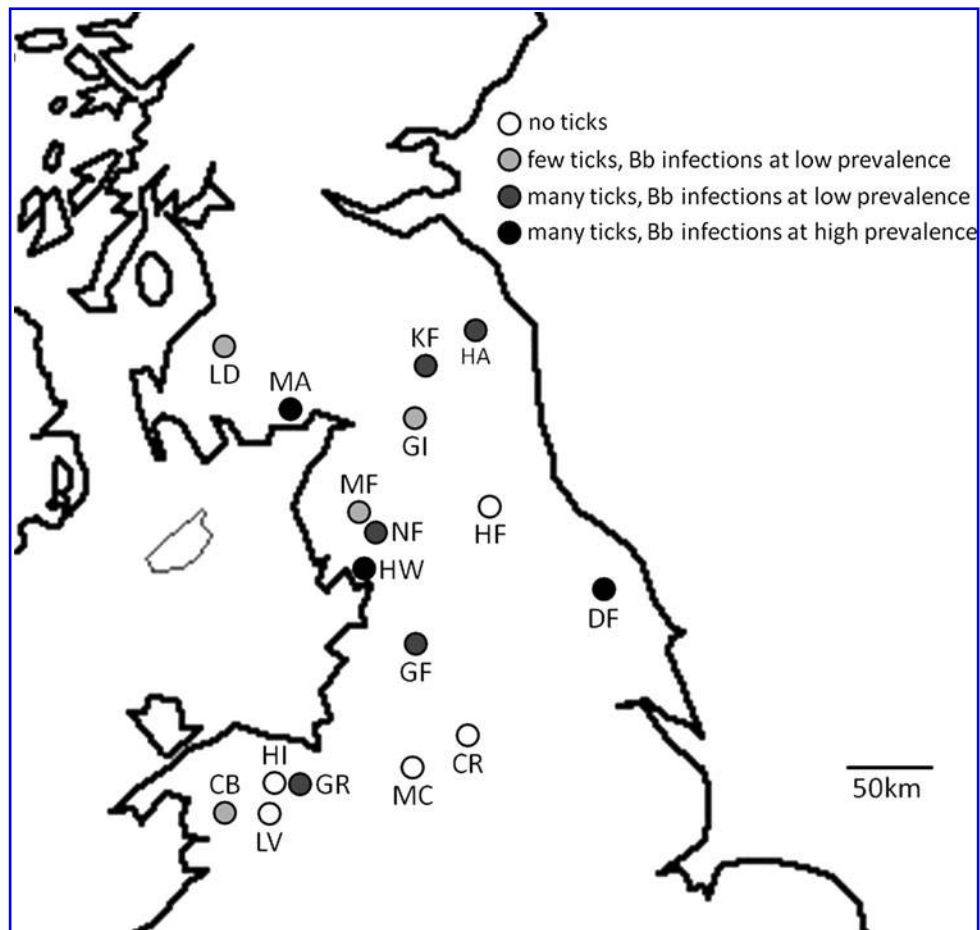 no ticks
few ticks, Bb infections at low prevalence
many ticks, Bb infections at low prevalence
many ticks, Bb infections at high prevalence
KF
HA
LD
MA
GI
MF
NF
HF
HW
DF
GF
CR
HI
CB
GR
MC
LV
50km